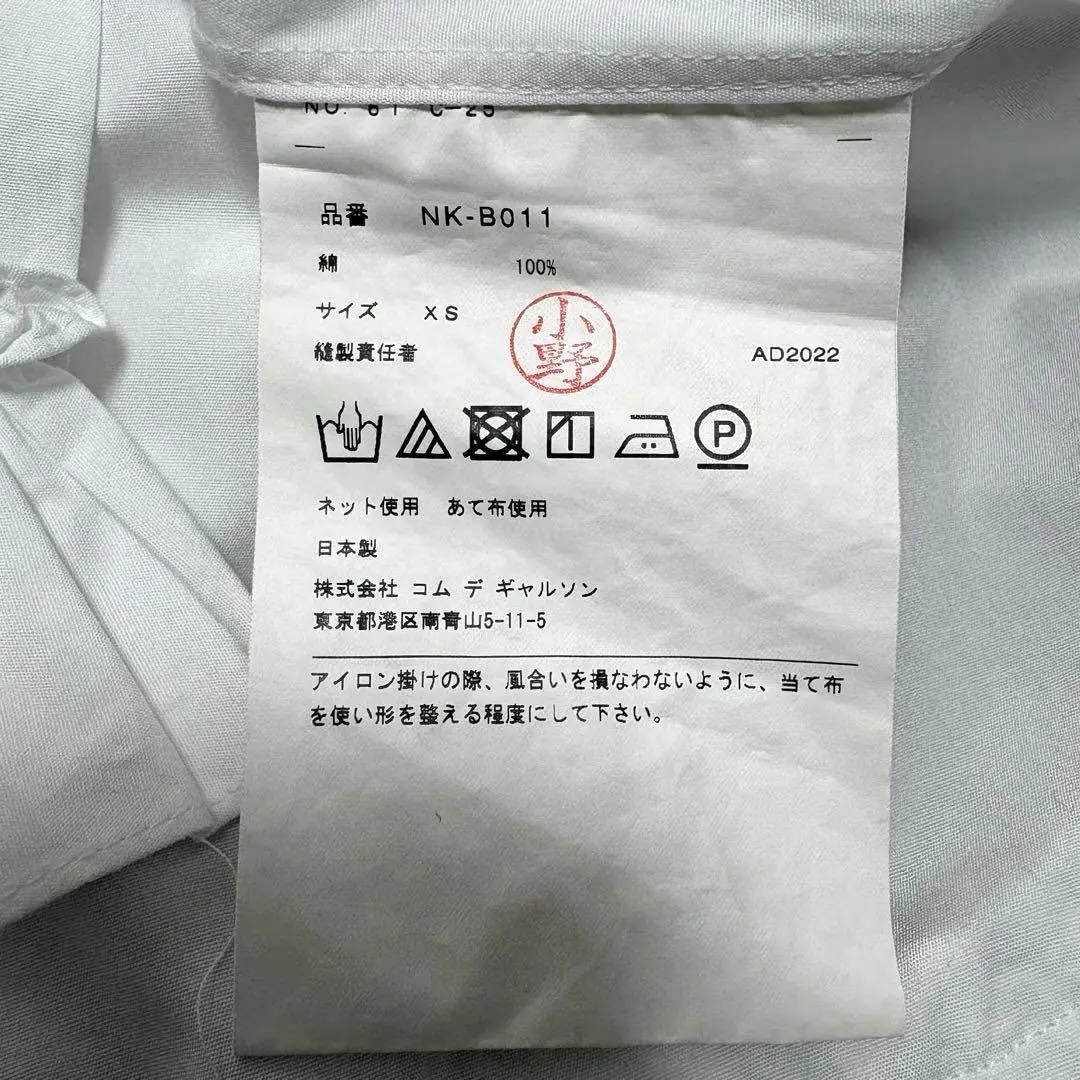 NO. 61 C-25
品番 NK-B011
綿 100%
サイズ XS
小野
縫製責任者 AD2022
P
ネット使用 あて布使用
日本製
株式会社 コム デ ギャルソン
東京都港区南青山5-11-5
アイロン掛けの際、風合いを損なわないように、当て布
を使い形を整える程度にして下さい。